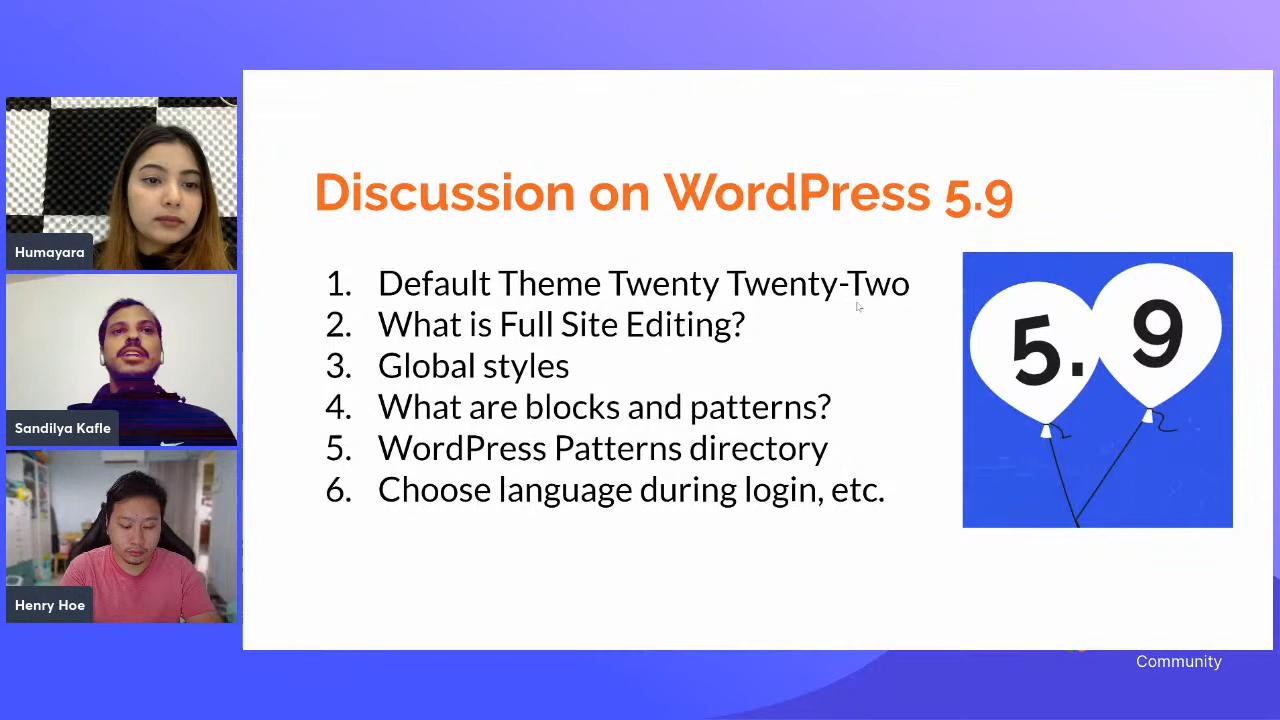 Discussion on WordPress 5.9
1. Default Theme Twenty Twenty-Two
2. What is Full Site Editing?
3. Global styles
4. What are blocks and patterns?
5. WordPress Patterns directory
6. Choose language during login, etc.
5.9
Humayara
Sandilya Kafle
Henry Hoe
Community